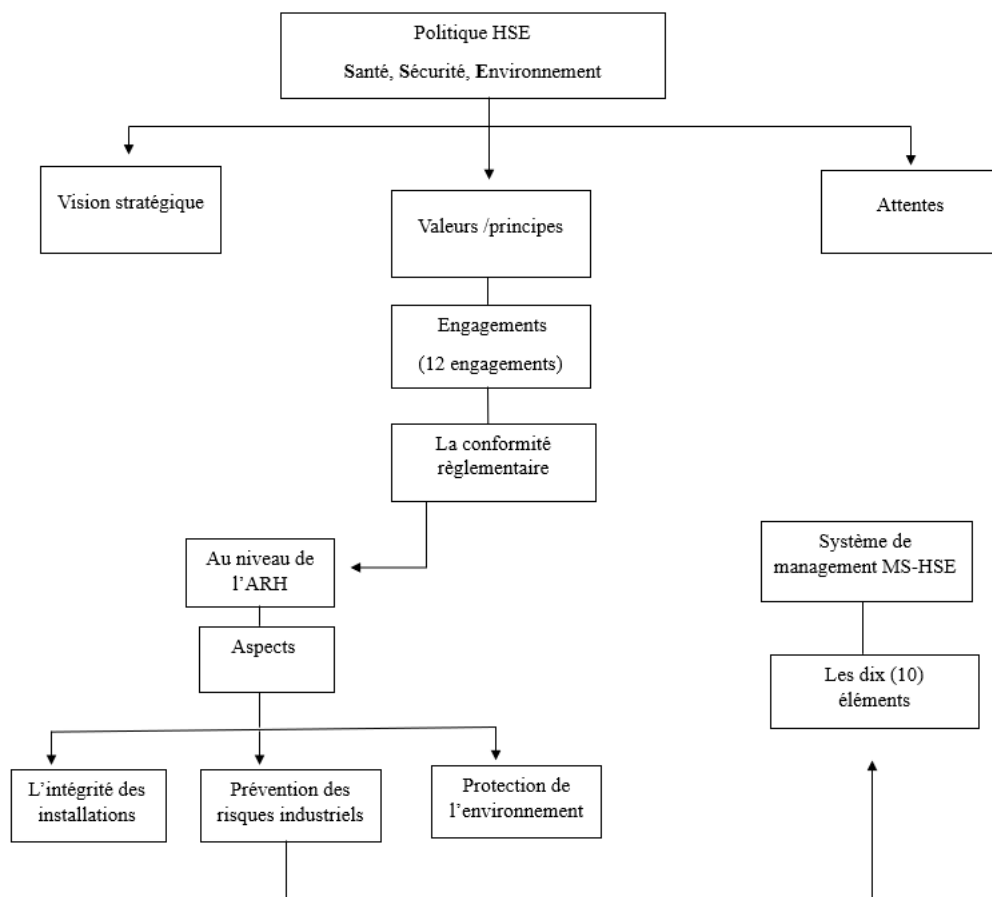 Politique HSE
Santé, Sécurité, Environnement
Vision stratégique
Valeurs /principes
Attentes
Engagements
(12 engagements)
La conformité
règlementaire
Au niveau de
l’ARH
Système de
management MS-HSE
Aspects
Les dix (10)
éléments
L’intégrité des
installations
Prévention des
risques industriels
Protection de
l’environnement